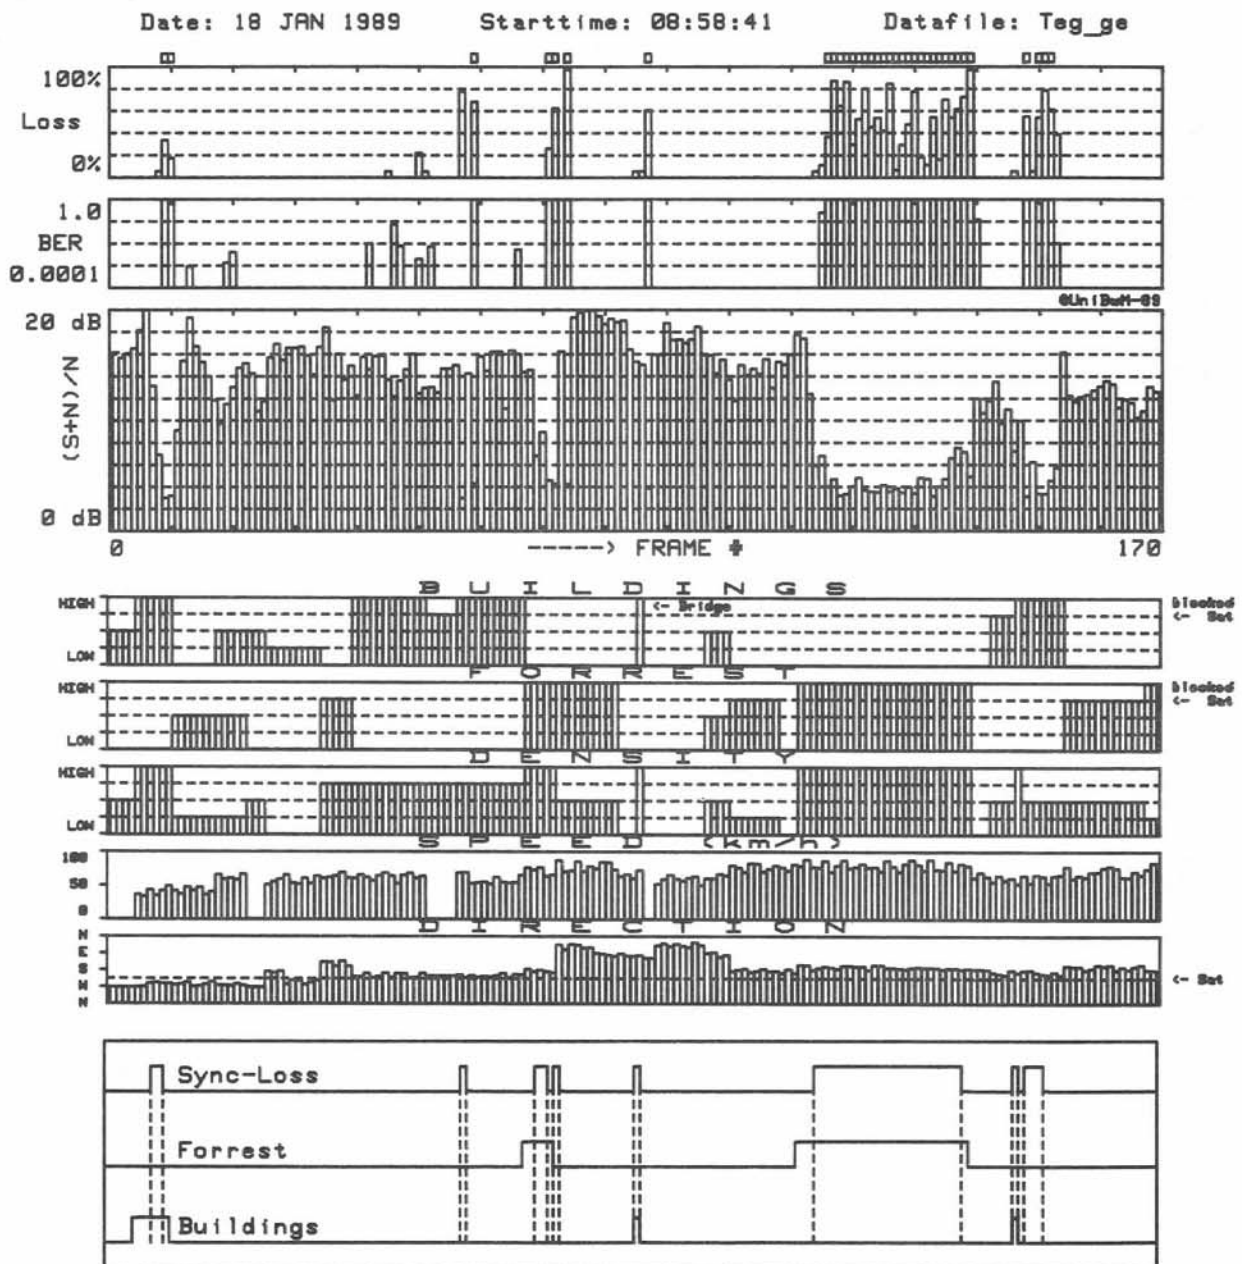 Date: 18 JAN 1989 Starttime: 08:58:41 Datafile: Teg_ge
100%
Loss
0%
1.0
BER
0.0001
©UniBwM-89
20 dB
(S+N)/N
0 dB
0 -----> FRAME # 170
BUILDINGS
HIGH
<- Bridge
blocked
<- Sat
LOW
FORREST
HIGH
blocked
<- Sat
LOW
DENSITY
HIGH
LOW
SPEED <km/h>
100
50
0
DIRECTION
N
E
S
W
N
<- Sat
Sync-Loss
Forrest
Buildings